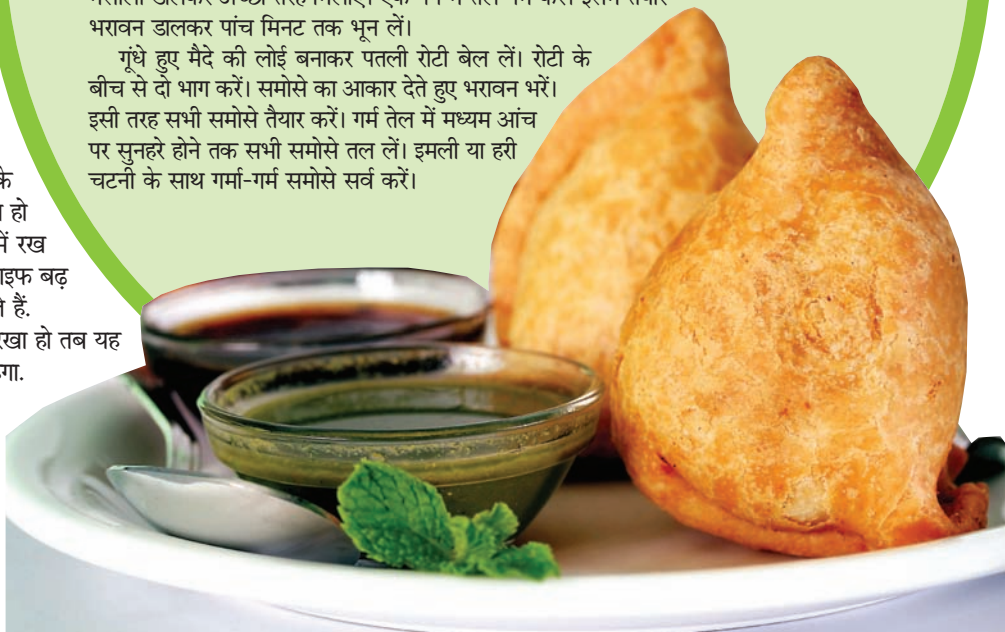 भरावन डालकर पांच मिनट तक भून लें।
गूंधे हुए मैदे की लोई बनाकर पतली रोटी बेल लें। रोटी के
बीच से दो भाग करें। समोसे का आकार देते हुए भरावन भरें।
इसी तरह सभी समोसे तैयार करें। गर्म तेल में मध्यम आंच
पर सुनहरे होने तक सभी समोसे तल लें। इमली या हरी
चटनी के साथ गर्मा-गर्म समोसे सर्व करें।
के
हो
में रख
बढ़
हैं.
रखा हो तब यह